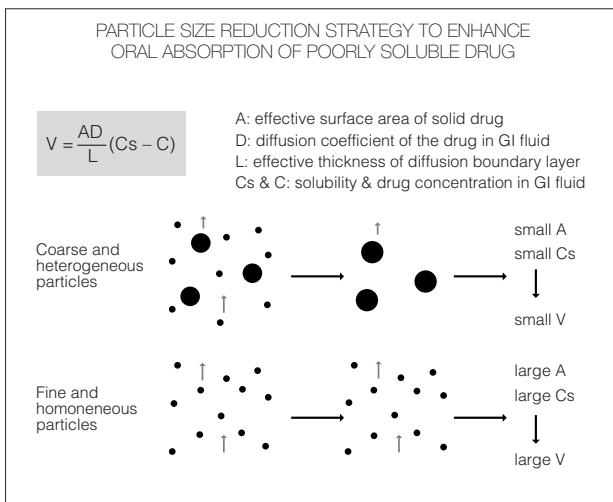 PARTICLE SIZE REDUCTION STRATEGY TO ENHANCE
ORAL ABSORPTION OF POORLY SOLUBLE DRUG
V = AD/L (Cs – C)
A: effective surface area of solid drug
D: diffusion coefficient of the drug in GI fluid
L: effective thickness of diffusion boundary layer
Cs & C: solubility & drug concentration in GI fluid
Coarse and
heterogeneous
particles
small A
small Cs
small V
Fine and
homoneneous
particles
large A
large Cs
large V